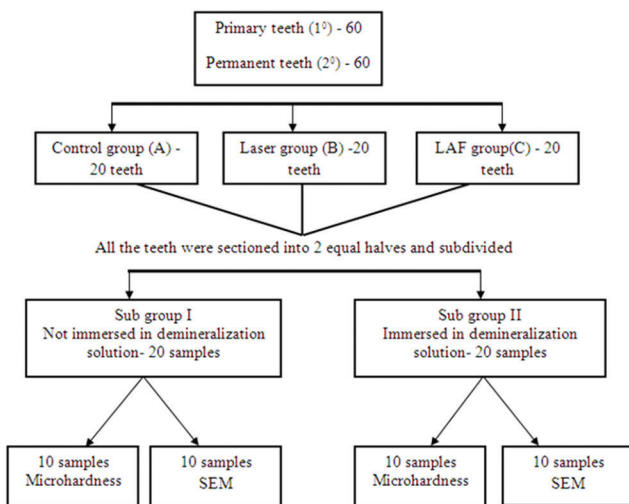 Primary teeth (1⁰) - 60
Permanent teeth (2⁰) - 60
Control group (A) -
20 teeth
Laser group (B) -20
teeth
LAF group(C) - 20
teeth
All the teeth were sectioned into 2 equal halves and subdivided
Sub group I
Not immersed in demineralization
solution- 20 samples
Sub group II
Immersed in demineralization
solution- 20 samples
10 samples
Microhardness
10 samples
SEM
10 samples
Microhardness
10 samples
SEM